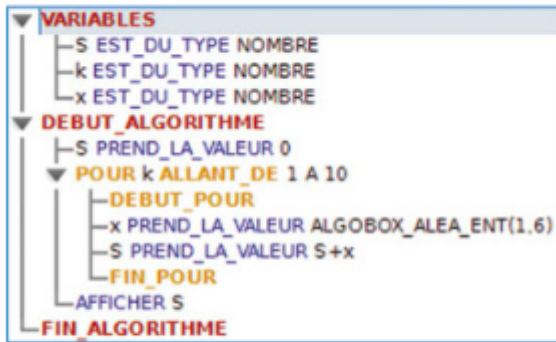 VARIABLES
S EST_DU_TYPE NOMBRE
k EST_DU_TYPE NOMBRE
x EST_DU_TYPE NOMBRE
DEBUT_ALGORITHME
S PREND_LA_VALEUR 0
POUR k ALLANT_DE 1 A 10
DEBUT_POUR
x PREND_LA_VALEUR ALGOBOX_ALEA_ENT(1,6)
S PREND_LA_VALEUR S+x
FIN_POUR
AFFICHER S
FIN_ALGORITHME